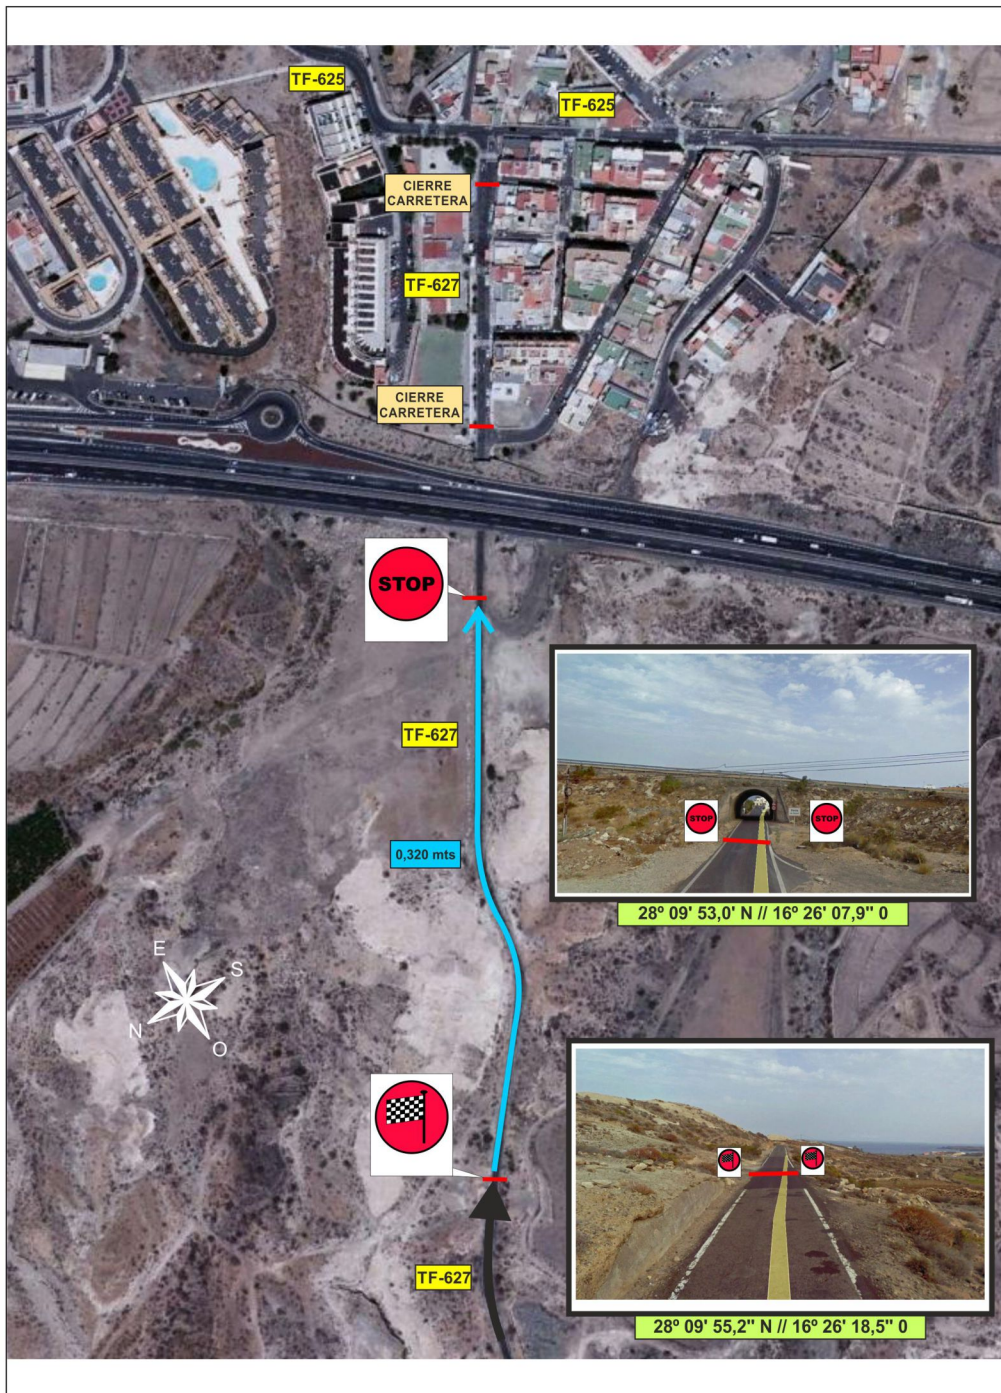 TF-625
TF-625
CIERRE
CARRETERA
TF-627
CIERRE
CARRETERA
STOP
TF-627
STOP
STOP
0,320 mts
28º 09' 53,0' N // 16º 26' 07,9" 0
E
S
N
O
TF-627
28º 09' 55,2" N // 16º 26' 18,5" 0